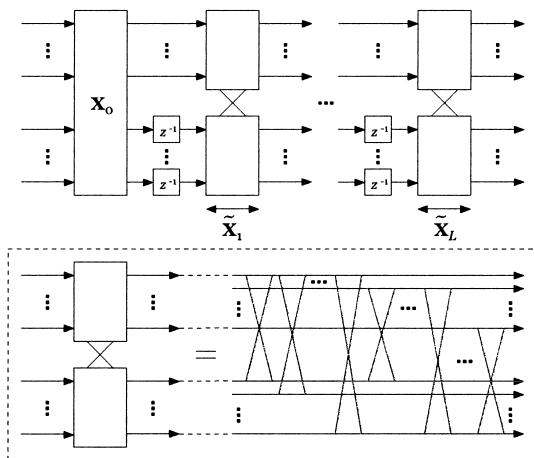 X₀
z⁻¹ z⁻¹
...
z⁻¹ z⁻¹
X̃₁ X̃_L
=